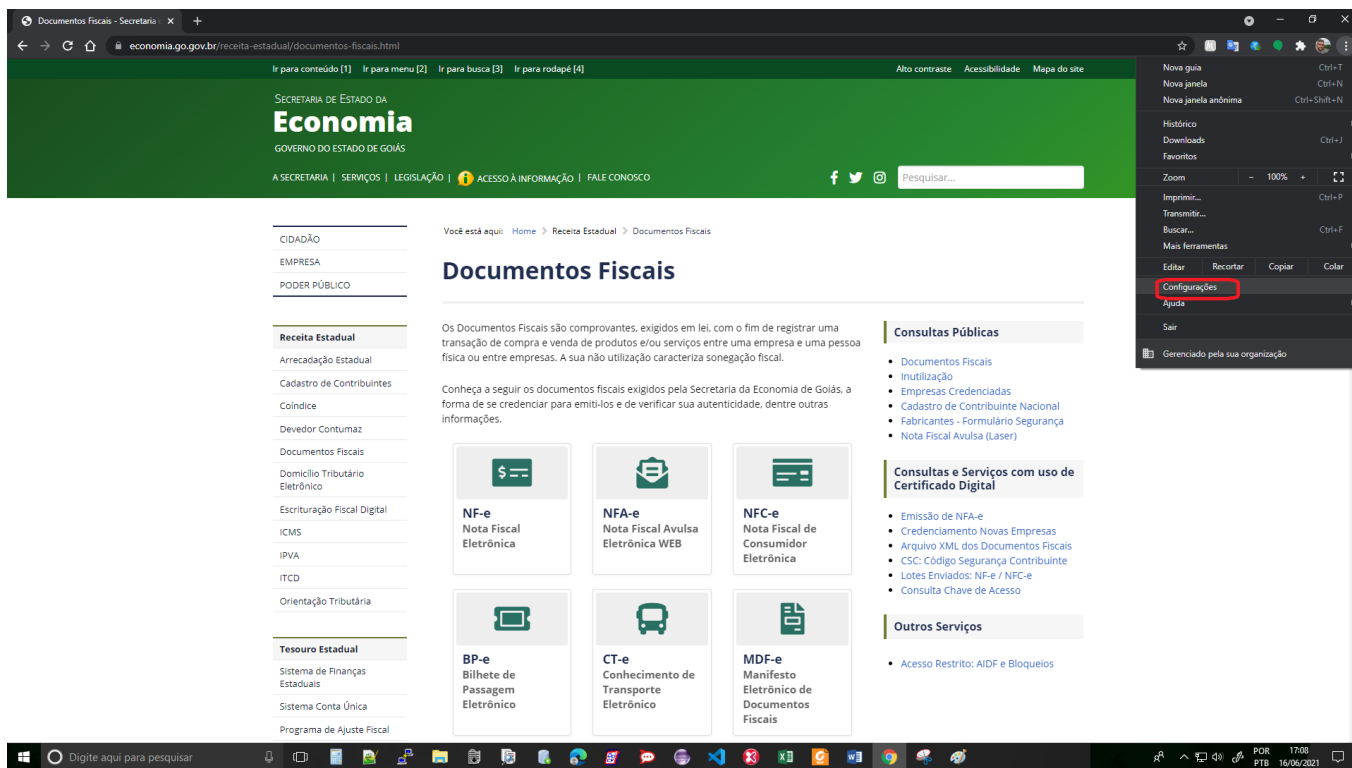 Documentos Fiscais - Secretaria
economia.go.gov.br/receita-estadual/documentos-fiscais.html
Ir para conteúdo [1] Ir para menu [2] Ir para busca [3] Ir para rodapé [4]
Alto contraste Acessibilidade Mapa do site
SECRETARIA DE ESTADO DA
Economia
GOVERNO DO ESTADO DE GOIÁS
A SECRETARIA | SERVIÇOS | LEGISLAÇÃO | ACESSO À INFORMAÇÃO | FALE CONOSCO
Pesquisar...
Nova guia Ctrl+T
Nova janela Ctrl+N
Nova janela anônima Ctrl+Shift+N
Histórico
Downloads Ctrl+J
Favoritos
Zoom - 100% +
Imprimir... Ctrl+P
Transmitir...
Buscar... Ctrl+F
Mais ferramentas
Editar Recortar Copiar Colar
Configurações
Ajuda
Sair
Gerenciado pela sua organização
CIDADÃO
EMPRESA
PODER PÚBLICO
Receita Estadual
Arrecadação Estadual
Cadastro de Contribuintes
Coíndice
Devedor Contumaz
Documentos Fiscais
Domicílio Tributário
Eletrônico
Escrituração Fiscal Digital
ICMS
IPVA
ITCD
Orientação Tributária
Tesouro Estadual
Sistema de Finanças
Estaduais
Sistema Conta Única
Programa de Ajuste Fiscal
Você está aqui: Home > Receita Estadual > Documentos Fiscais
Documentos Fiscais
Os Documentos Fiscais são comprovantes, exigidos em lei, com o fim de registrar uma
transação de compra e venda de produtos e/ou serviços entre uma empresa e uma pessoa
física ou entre empresas. A sua não utilização caracteriza sonegação fiscal.
Conheça a seguir os documentos fiscais exigidos pela Secretaria da Economia de Goiás, a
forma de se credenciar para emiti-los e de verificar sua autenticidade, dentre outras
informações.
NF-e
Nota Fiscal
Eletrônica
NFA-e
Nota Fiscal Avulsa
Eletrônica WEB
NFC-e
Nota Fiscal de
Consumidor
Eletrônica
BP-e
Bilhete de
Passagem
Eletrônico
CT-e
Conhecimento de
Transporte
Eletrônico
MDF-e
Manifesto
Eletrônico de
Documentos
Fiscais
Consultas Públicas
Documentos Fiscais
Inutilização
Empresas Credenciadas
Cadastro de Contribuinte Nacional
Fabricantes - Formulário Segurança
Nota Fiscal Avulsa (Laser)
Consultas e Serviços com uso de
Certificado Digital
Emissão de NFA-e
Credenciamento Novas Empresas
Arquivo XML dos Documentos Fiscais
CSC: Código Segurança Contribuinte
Lotes Enviados: NF-e / NFC-e
Consulta Chave de Acesso
Outros Serviços
Acesso Restrito: AIDF e Bloqueios
Digite aqui para pesquisar
POR 17:08
PTB 16/06/2021